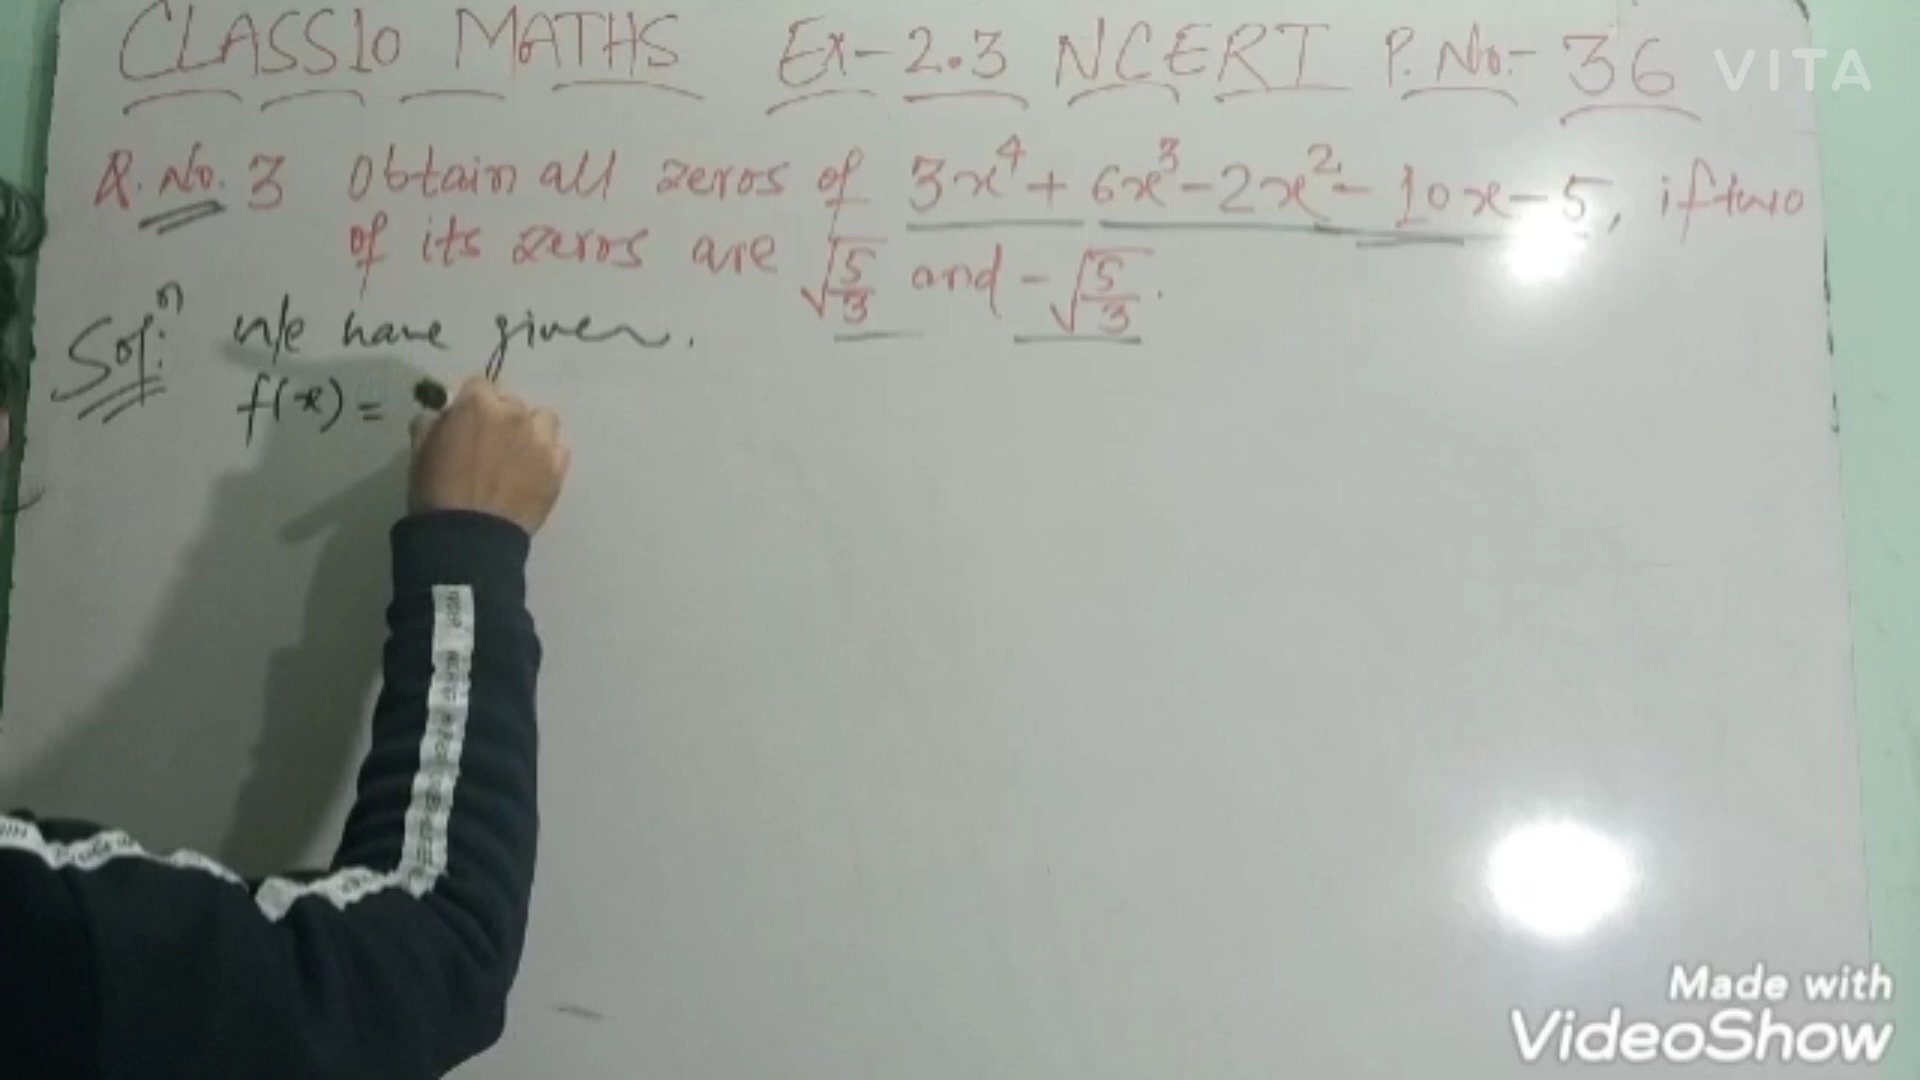 CLASS10 MATHS Ex-2.3 NCERT P.No:- 36
VITA
Q.No. 3 Obtain all zeros of 3x⁴+6x³-2x²-10x-5, if two
of its zeros are √5/3 and -√5/3.
Solⁿ: We have given.
f(x) =
Made with
VideoShow